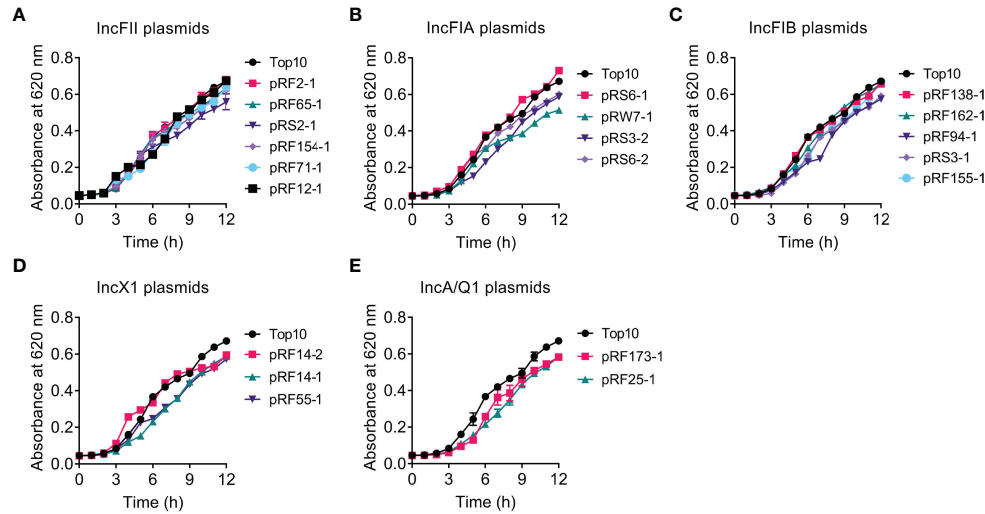 A
IncFII plasmids
Absorbance at 620 nm
0.8
0.6
0.4
0.2
0.0
0 3 6 9 12
Time (h)
Top10
pRF2-1
pRF65-1
pRS2-1
pRF154-1
pRF71-1
pRF12-1
B
IncFIA plasmids
Absorbance at 620 nm
0.8
0.6
0.4
0.2
0.0
0 3 6 9 12
Time (h)
Top10
pRS6-1
pRW7-1
pRS3-2
pRS6-2
C
IncFIB plasmids
Absorbance at 620 nm
0.8
0.6
0.4
0.2
0.0
0 3 6 9 12
Time (h)
Top10
pRF138-1
pRF162-1
pRF94-1
pRS3-1
pRF155-1
D
IncX1 plasmids
Absorbance at 620 nm
0.8
0.6
0.4
0.2
0.0
0 3 6 9 12
Time (h)
Top10
pRF14-2
pRF14-1
pRF55-1
E
IncA/Q1 plasmids
Absorbance at 620 nm
0.8
0.6
0.4
0.2
0.0
0 3 6 9 12
Time (h)
Top10
pRF173-1
pRF25-1